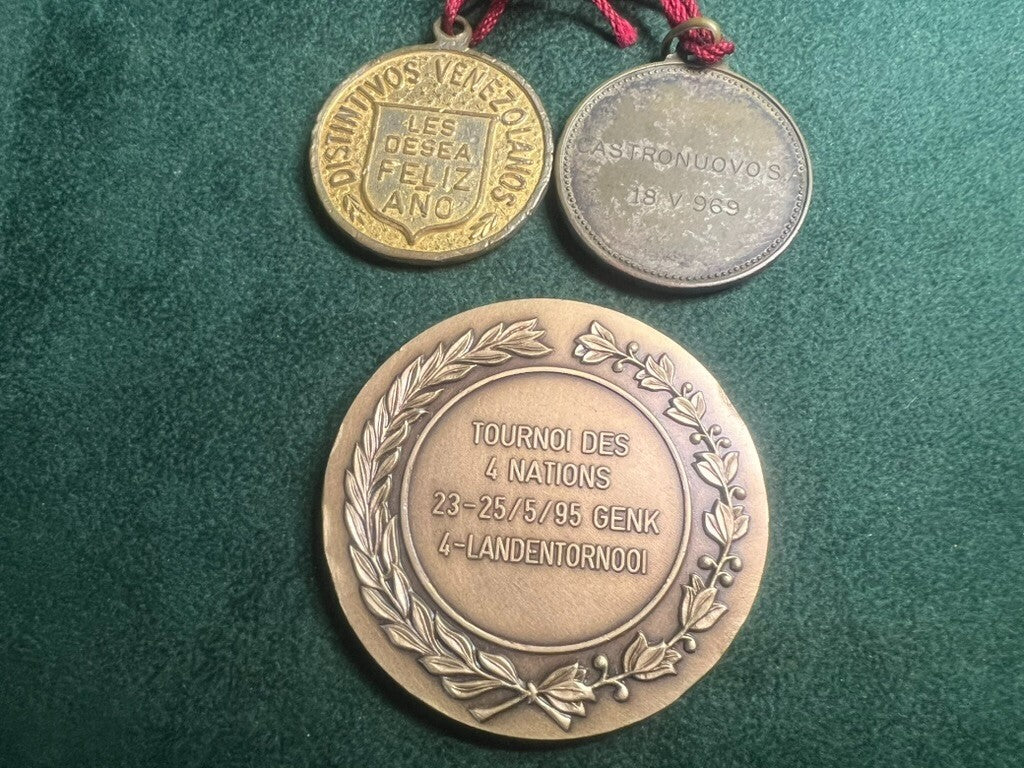 DISTINTIVOS VENEZOLANOS
LES
DESEA
FELIZ
ANO
CASTRONUOVO S.
18 V 969
TOURNOI DES
4 NATIONS
23-25/5/95 GENK
4-LANDENTORNOOI